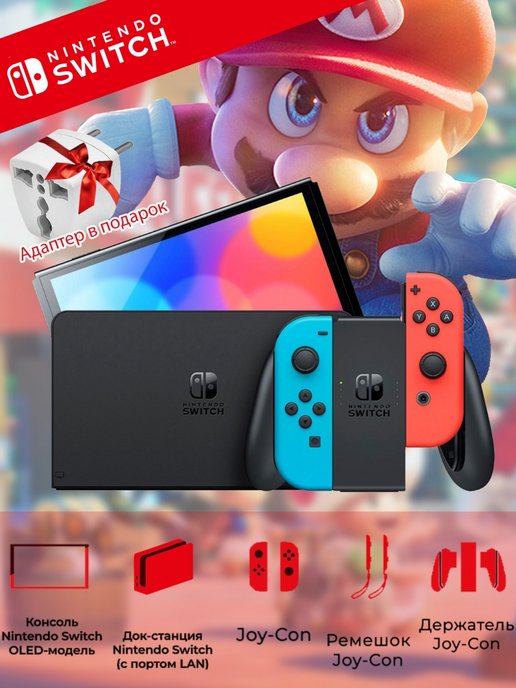 NINTENDO
SWITCH™
Адаптер в подарок
X
Y
A
B
NINTENDO
SWITCH
NINTENDO
SWITCH
Консоль
Nintendo Switch
OLED-модель
Док-станция
Nintendo Switch
(с портом LAN)
Joy-Con
Ремешок
Joy-Con
Держатель
Joy-Con